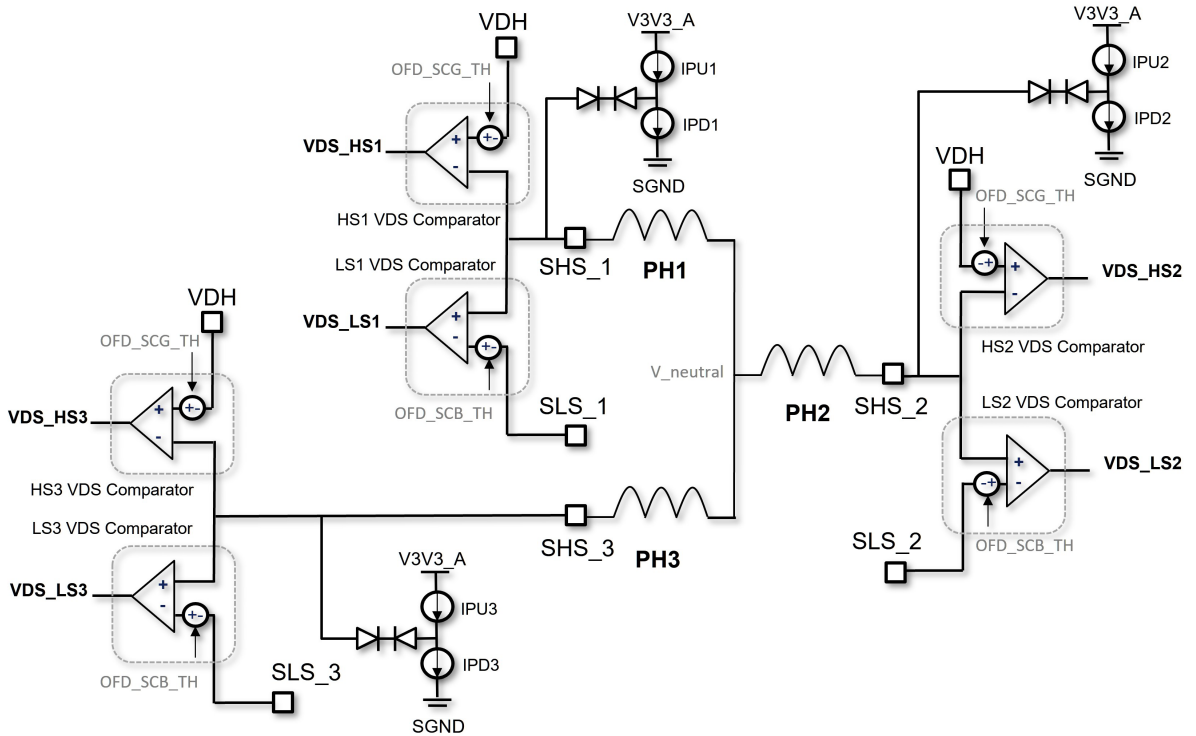 VDH
OFD_SCG_TH
+-
+
-
VDS_HS1
HS1 VDS Comparator
V3V3_A
IPU1
IPD1
SGND
SHS_1
PH1
LS1 VDS Comparator
+
-
+-
VDS_LS1
OFD_SCB_TH
SLS_1
V3V3_A
IPU2
IPD2
SGND
VDH
OFD_SCG_TH
-+
+
-
VDS_HS2
HS2 VDS Comparator
V_neutral
PH2
SHS_2
LS2 VDS Comparator
+
-
-+
VDS_LS2
OFD_SCB_TH
SLS_2
VDH
OFD_SCG_TH
+-
+
-
VDS_HS3
HS3 VDS Comparator
LS3 VDS Comparator
SHS_3
PH3
+
-
+-
VDS_LS3
OFD_SCB_TH
SLS_3
V3V3_A
IPU3
IPD3
SGND